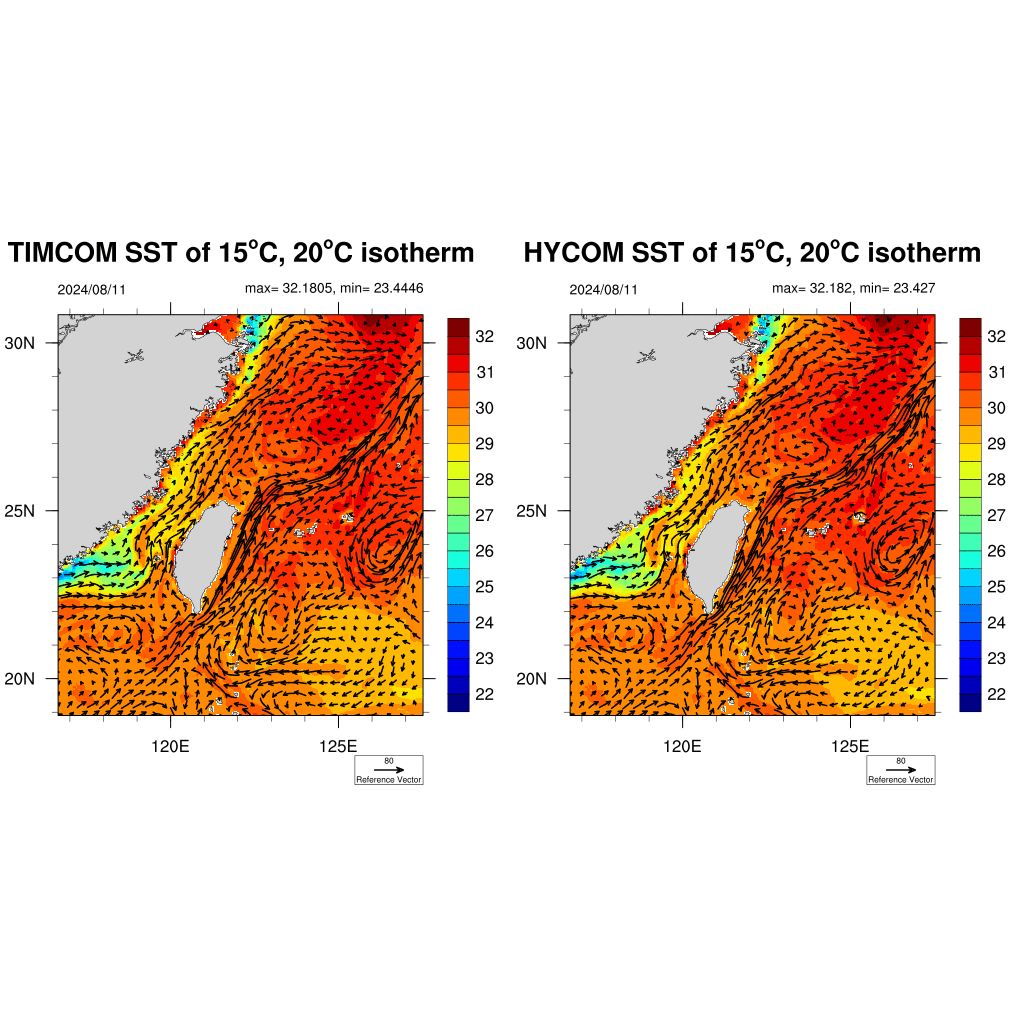 TIMCOM SST of 15°C, 20°C isotherm
2024/08/11
max= 32.1805, min= 23.4446
30N
25N
20N
120E
125E
32
31
30
29
28
27
26
25
24
23
22
80
Reference Vector
HYCOM SST of 15°C, 20°C isotherm
2024/08/11
max= 32.182, min= 23.427
30N
25N
20N
120E
125E
32
31
30
29
28
27
26
25
24
23
22
80
Reference Vector